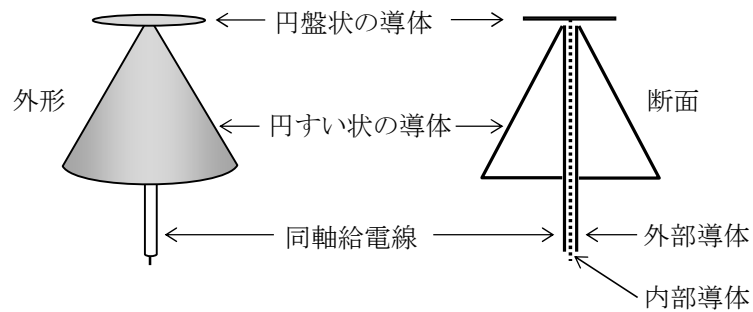 円盤状の導体
外形
断面
円すい状の導体
同軸給電線
外部導体
内部導体